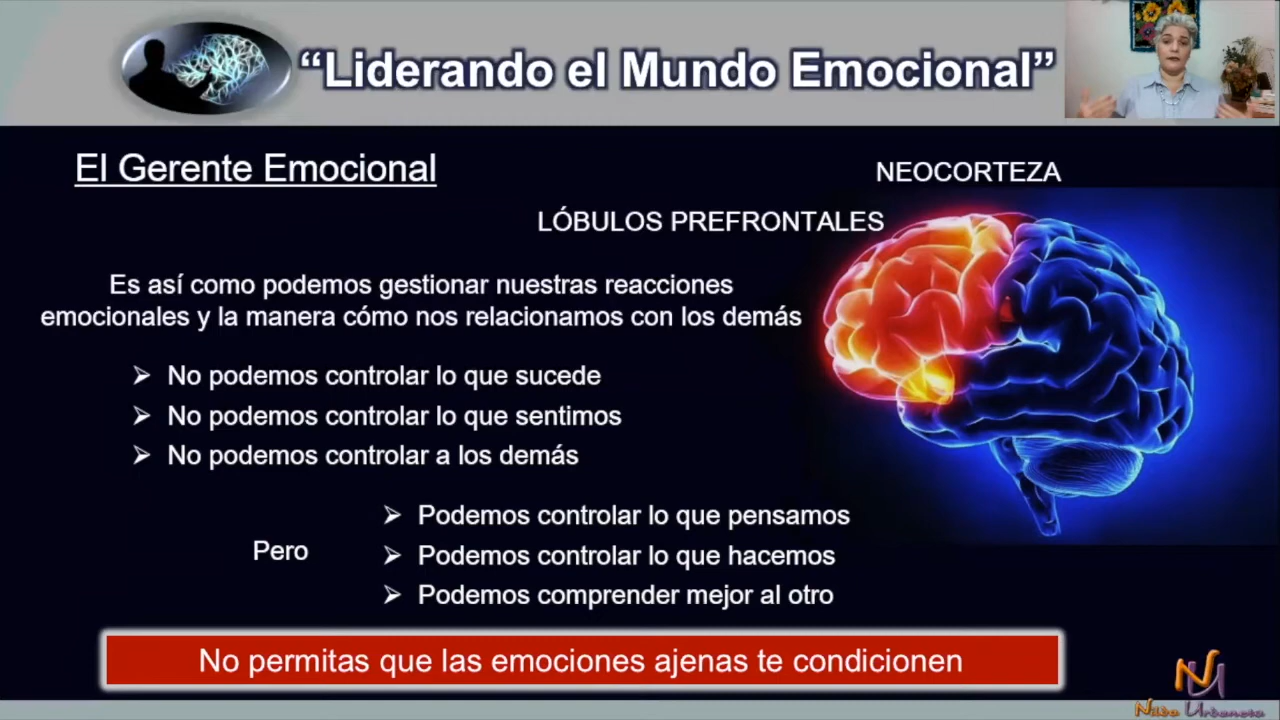 “Liderando el Mundo Emocional”
El Gerente Emocional
NEOCORTEZA
LÓBULOS PREFRONTALES
Es así como podemos gestionar nuestras reacciones
emocionales y la manera cómo nos relacionamos con los demás
➢ No podemos controlar lo que sucede
➢ No podemos controlar lo que sentimos
➢ No podemos controlar a los demás
Pero
➢ Podemos controlar lo que pensamos
➢ Podemos controlar lo que hacemos
➢ Podemos comprender mejor al otro
No permitas que las emociones ajenas te condicionen
NU
Nilda Urbaneta